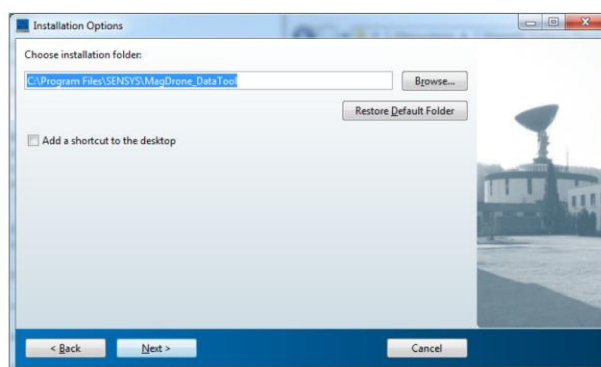 Installation Options
Choose installation folder:
C:\Program Files\SENSYS\MagDrone_DataTool
Browse...
Restore Default Folder
Add a shortcut to the desktop
< Back
Next >
Cancel